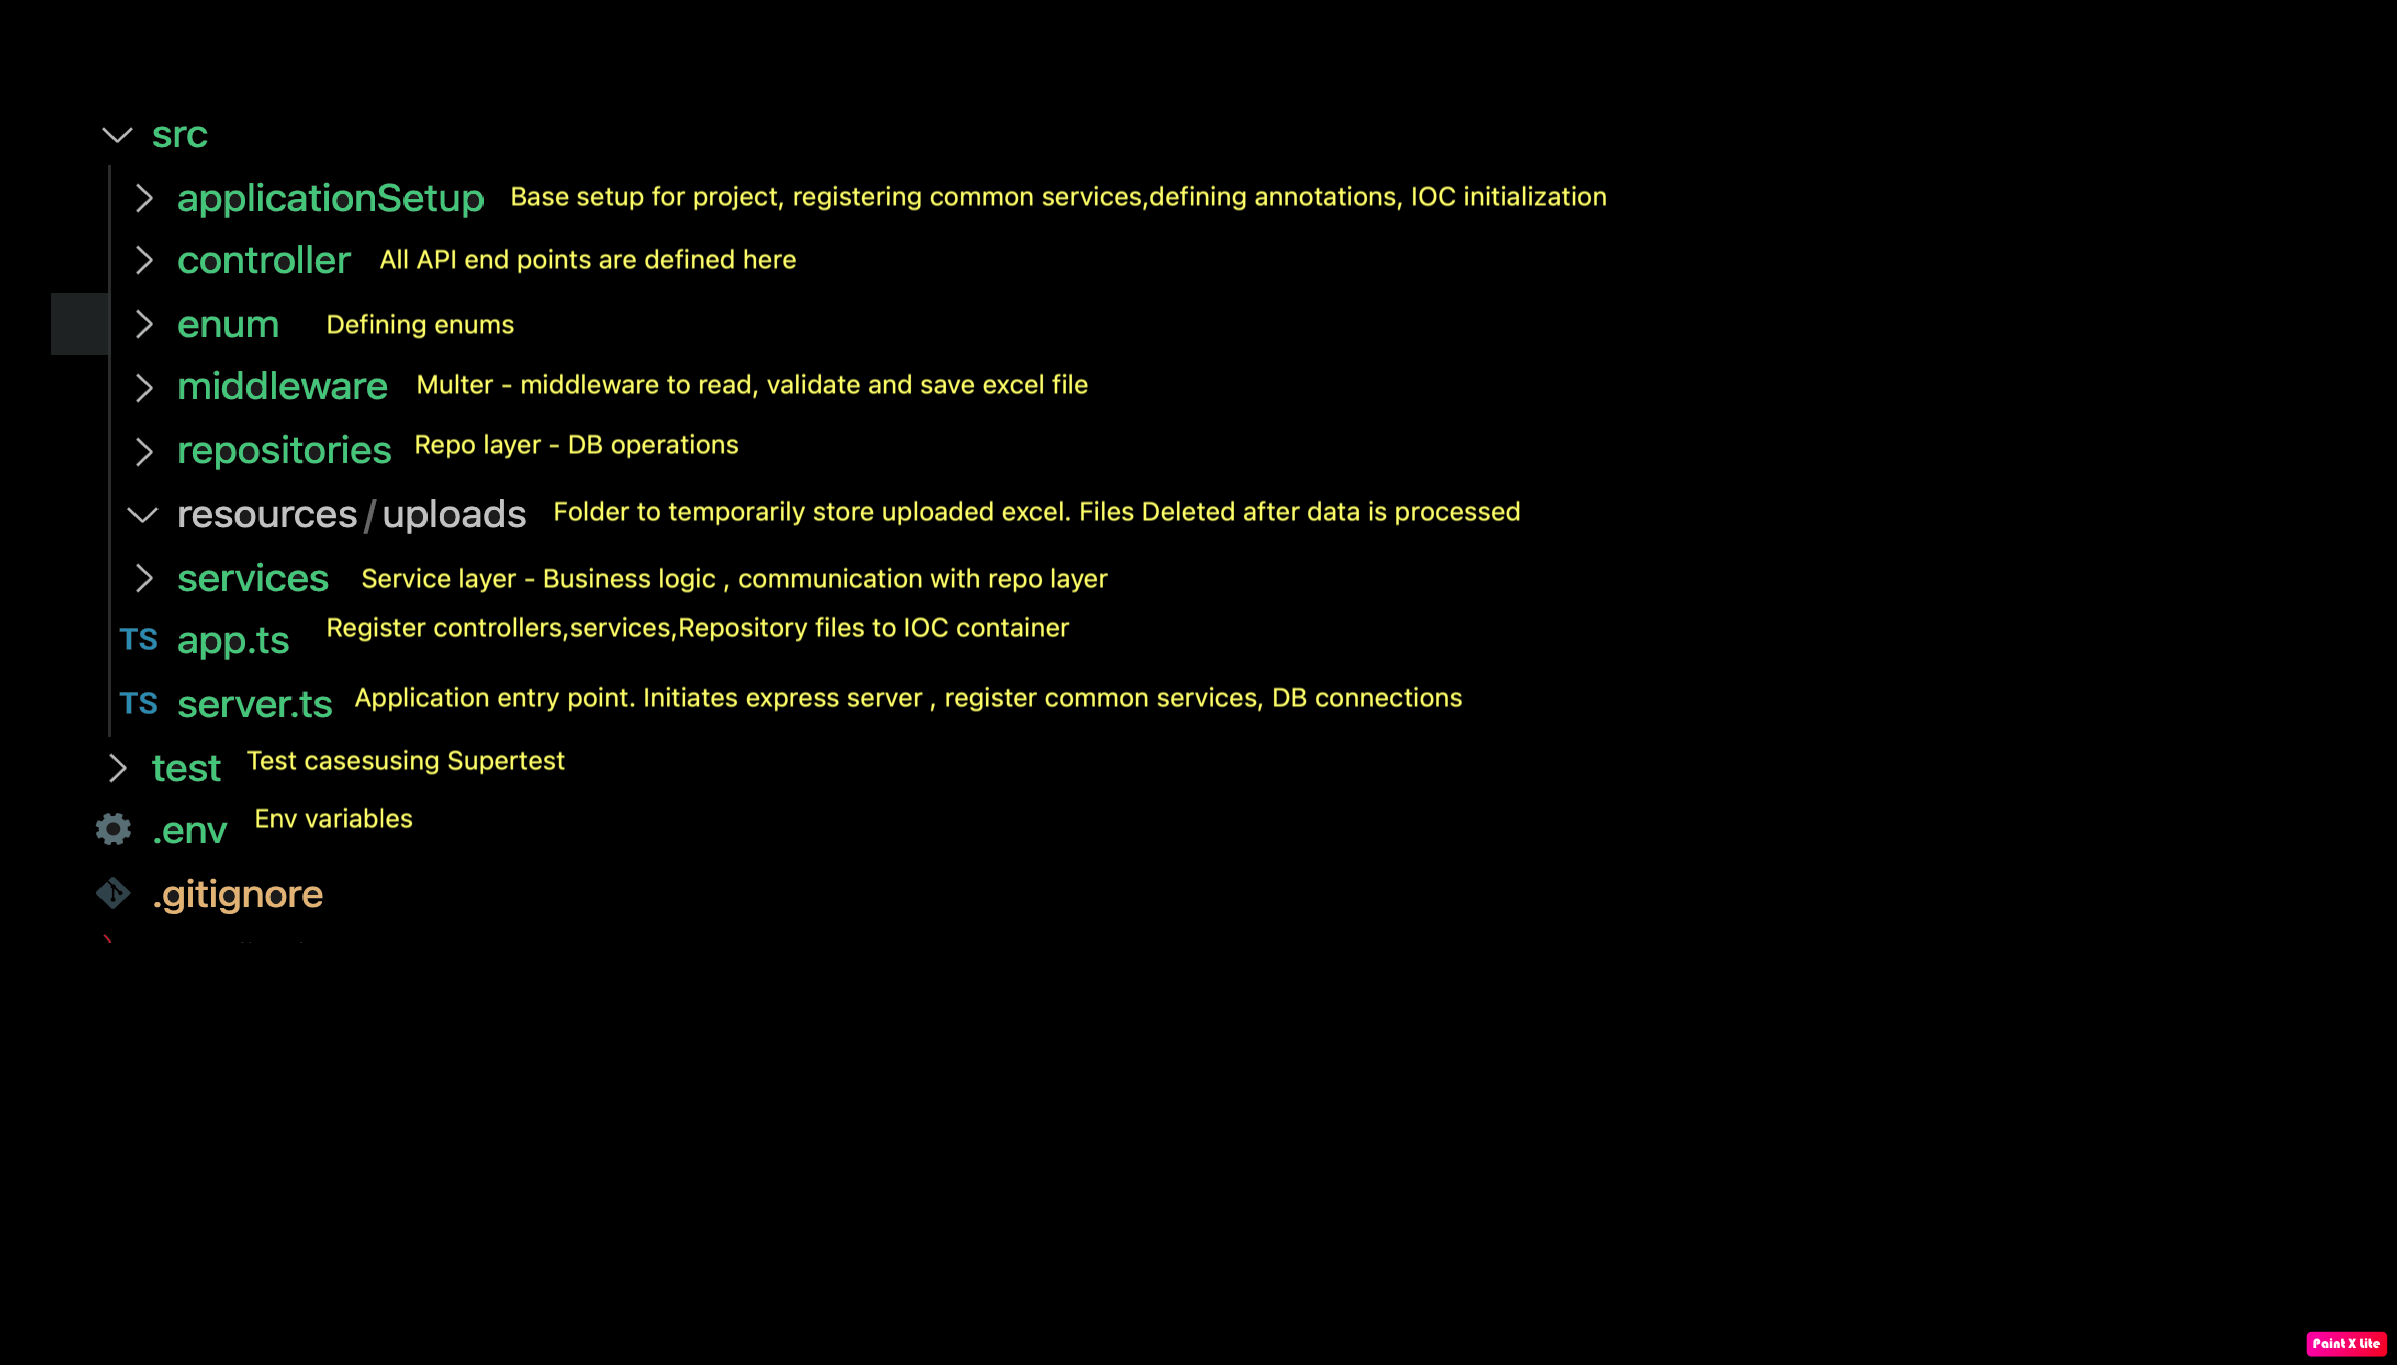 src
applicationSetup Base setup for project, registering common services,defining annotations, IOC initialization
controller All API end points are defined here
enum Defining enums
middleware Multer - middleware to read, validate and save excel file
repositories Repo layer - DB operations
resources/uploads Folder to temporarily store uploaded excel. Files Deleted after data is processed
services Service layer - Business logic , communication with repo layer
TS app.ts Register controllers,services,Repository files to IOC container
TS server.ts Application entry point. Initiates express server , register common services, DB connections
test Test casesusing Supertest
.env Env variables
.gitignore
Paint X Lite